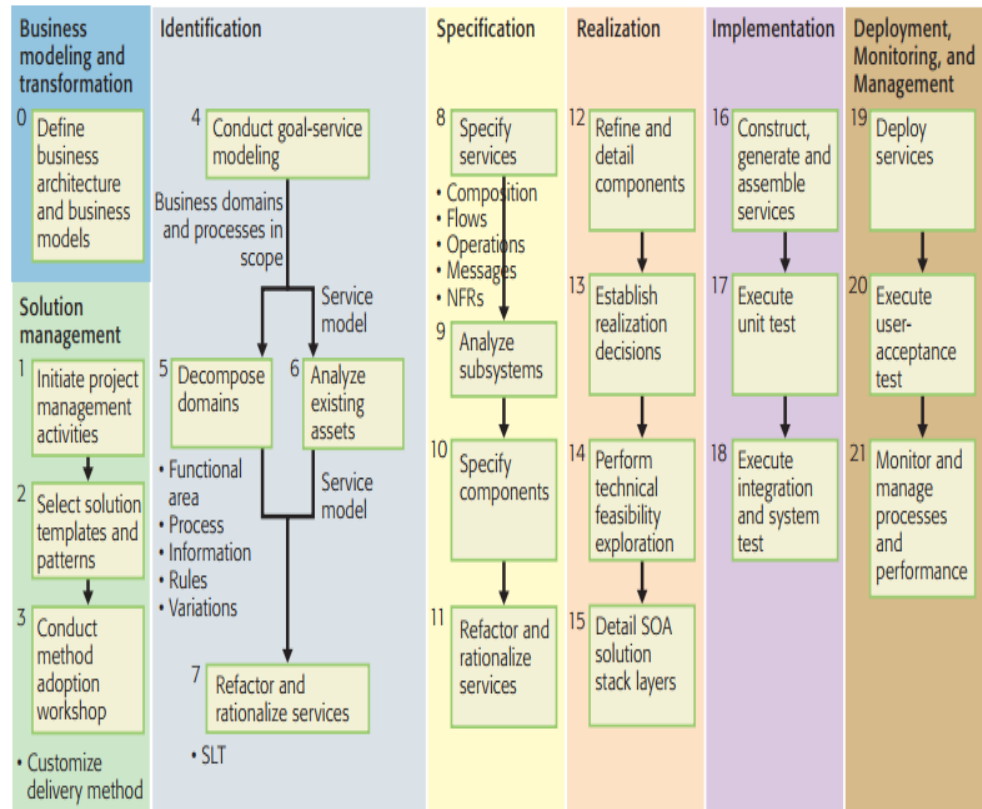 Business
modeling and
transformation
0
Define
business
architecture
and business
models
Solution
management
1
Initiate project
management
activities
2
Select solution
templates and
patterns
3
Conduct
method
adoption
workshop
• Customize
delivery method
Identification
4
Conduct goal-service
modeling
Business domains
and processes in
scope
Service
model
5
Decompose
domains
6
Analyze
existing
assets
• Functional
area
• Process
• Information
• Rules
• Variations
Service
model
7
Refactor and
rationalize services
• SLT
Specification
8
Specify
services
• Composition
• Flows
• Operations
• Messages
• NFRs
9
Analyze
subsystems
10
Specify
components
11
Refactor and
rationalize
services
Realization
12
Refine and
detail
components
13
Establish
realization
decisions
14
Perform
technical
feasibility
exploration
15
Detail SOA
solution
stack layers
Implementation
16
Construct,
generate and
assemble
services
17
Execute
unit test
18
Execute
integration
and system
test
Deployment,
Monitoring, and
Management
19
Deploy
services
20
Execute
user-
acceptance
test
21
Monitor and
manage
processes
and
performance